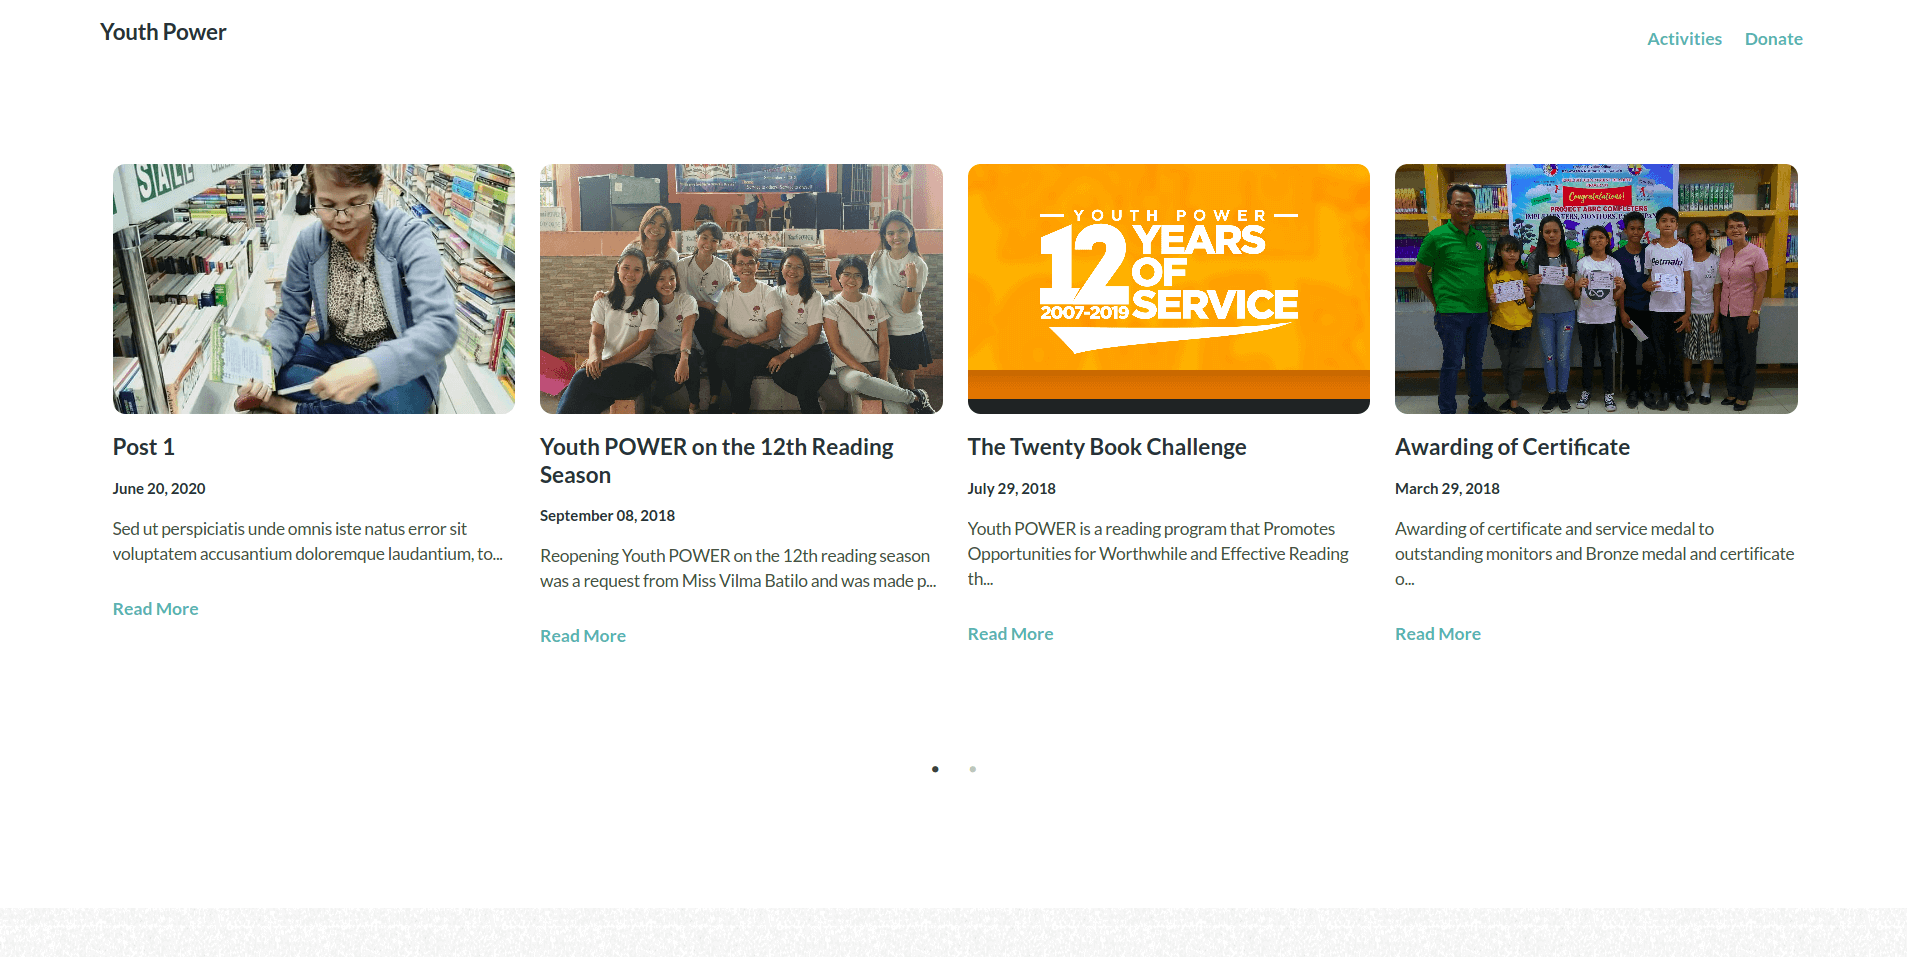 Youth Power
Activities
Donate
SALE
Congratulations!
PROJECT ABRC COMPLETERS
Petmalu
YOUTH POWER
12 YEARS
OF
2007-2019 SERVICE
Post 1
June 20, 2020
Sed ut perspiciatis unde omnis iste natus error sit
voluptatem accusantium doloremque laudantium, to...
Read More
Youth POWER on the 12th Reading
Season
September 08, 2018
Reopening Youth POWER on the 12th reading season
was a request from Miss Vilma Batilo and was made p...
Read More
The Twenty Book Challenge
July 29, 2018
Youth POWER is a reading program that Promotes
Opportunities for Worthwhile and Effective Reading
th...
Read More
Awarding of Certificate
March 29, 2018
Awarding of certificate and service medal to
outstanding monitors and Bronze medal and certificate
o...
Read More